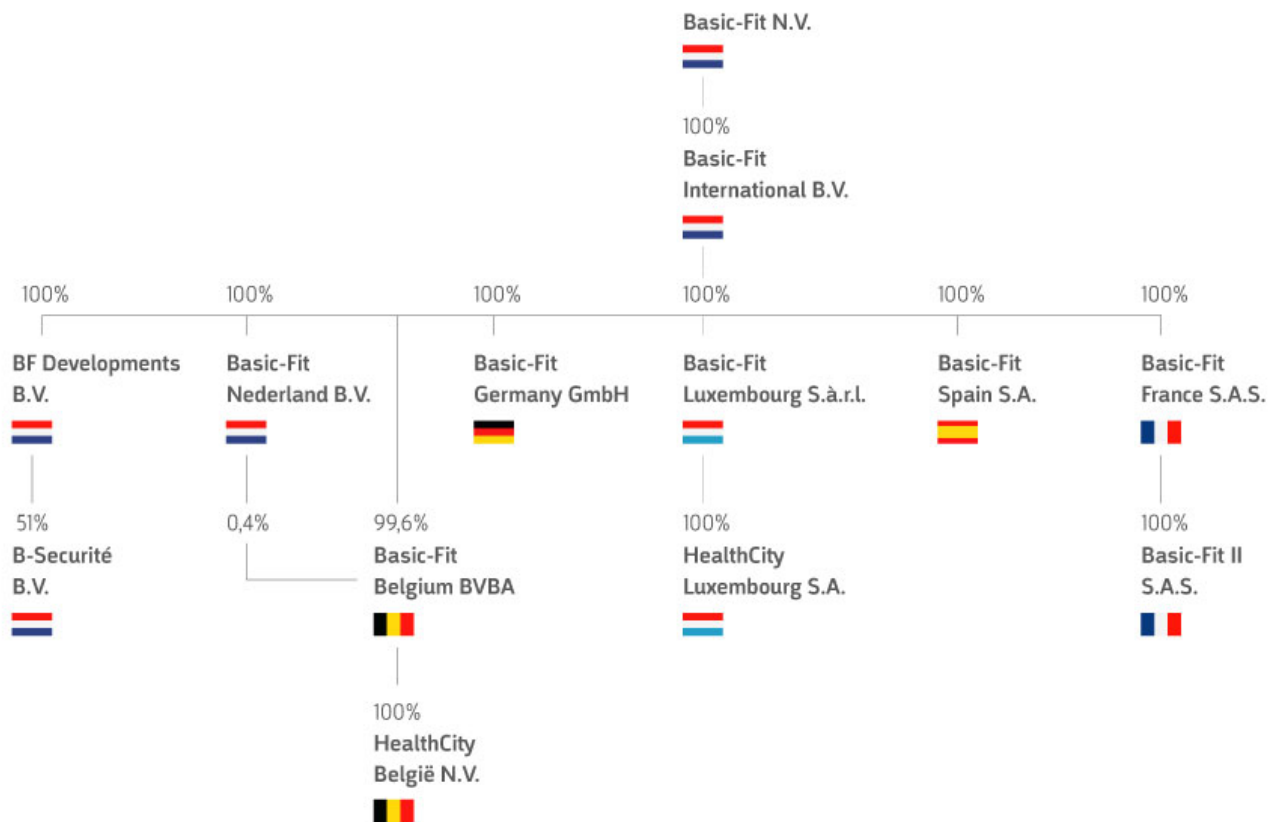 Basic-Fit N.V.
100%
Basic-Fit
International B.V.
100% 100% 100% 100% 100% 100%
BF Developments
B.V.
Basic-Fit
Nederland B.V.
Basic-Fit
Germany GmbH
Basic-Fit
Luxembourg S.à.r.l.
Basic-Fit
Spain S.A.
Basic-Fit
France S.A.S.
51%
B-Securité
B.V.
0,4%
99,6%
Basic-Fit
Belgium BVBA
100%
HealthCity
Luxembourg S.A.
100%
Basic-Fit II
S.A.S.
100%
HealthCity
België N.V.